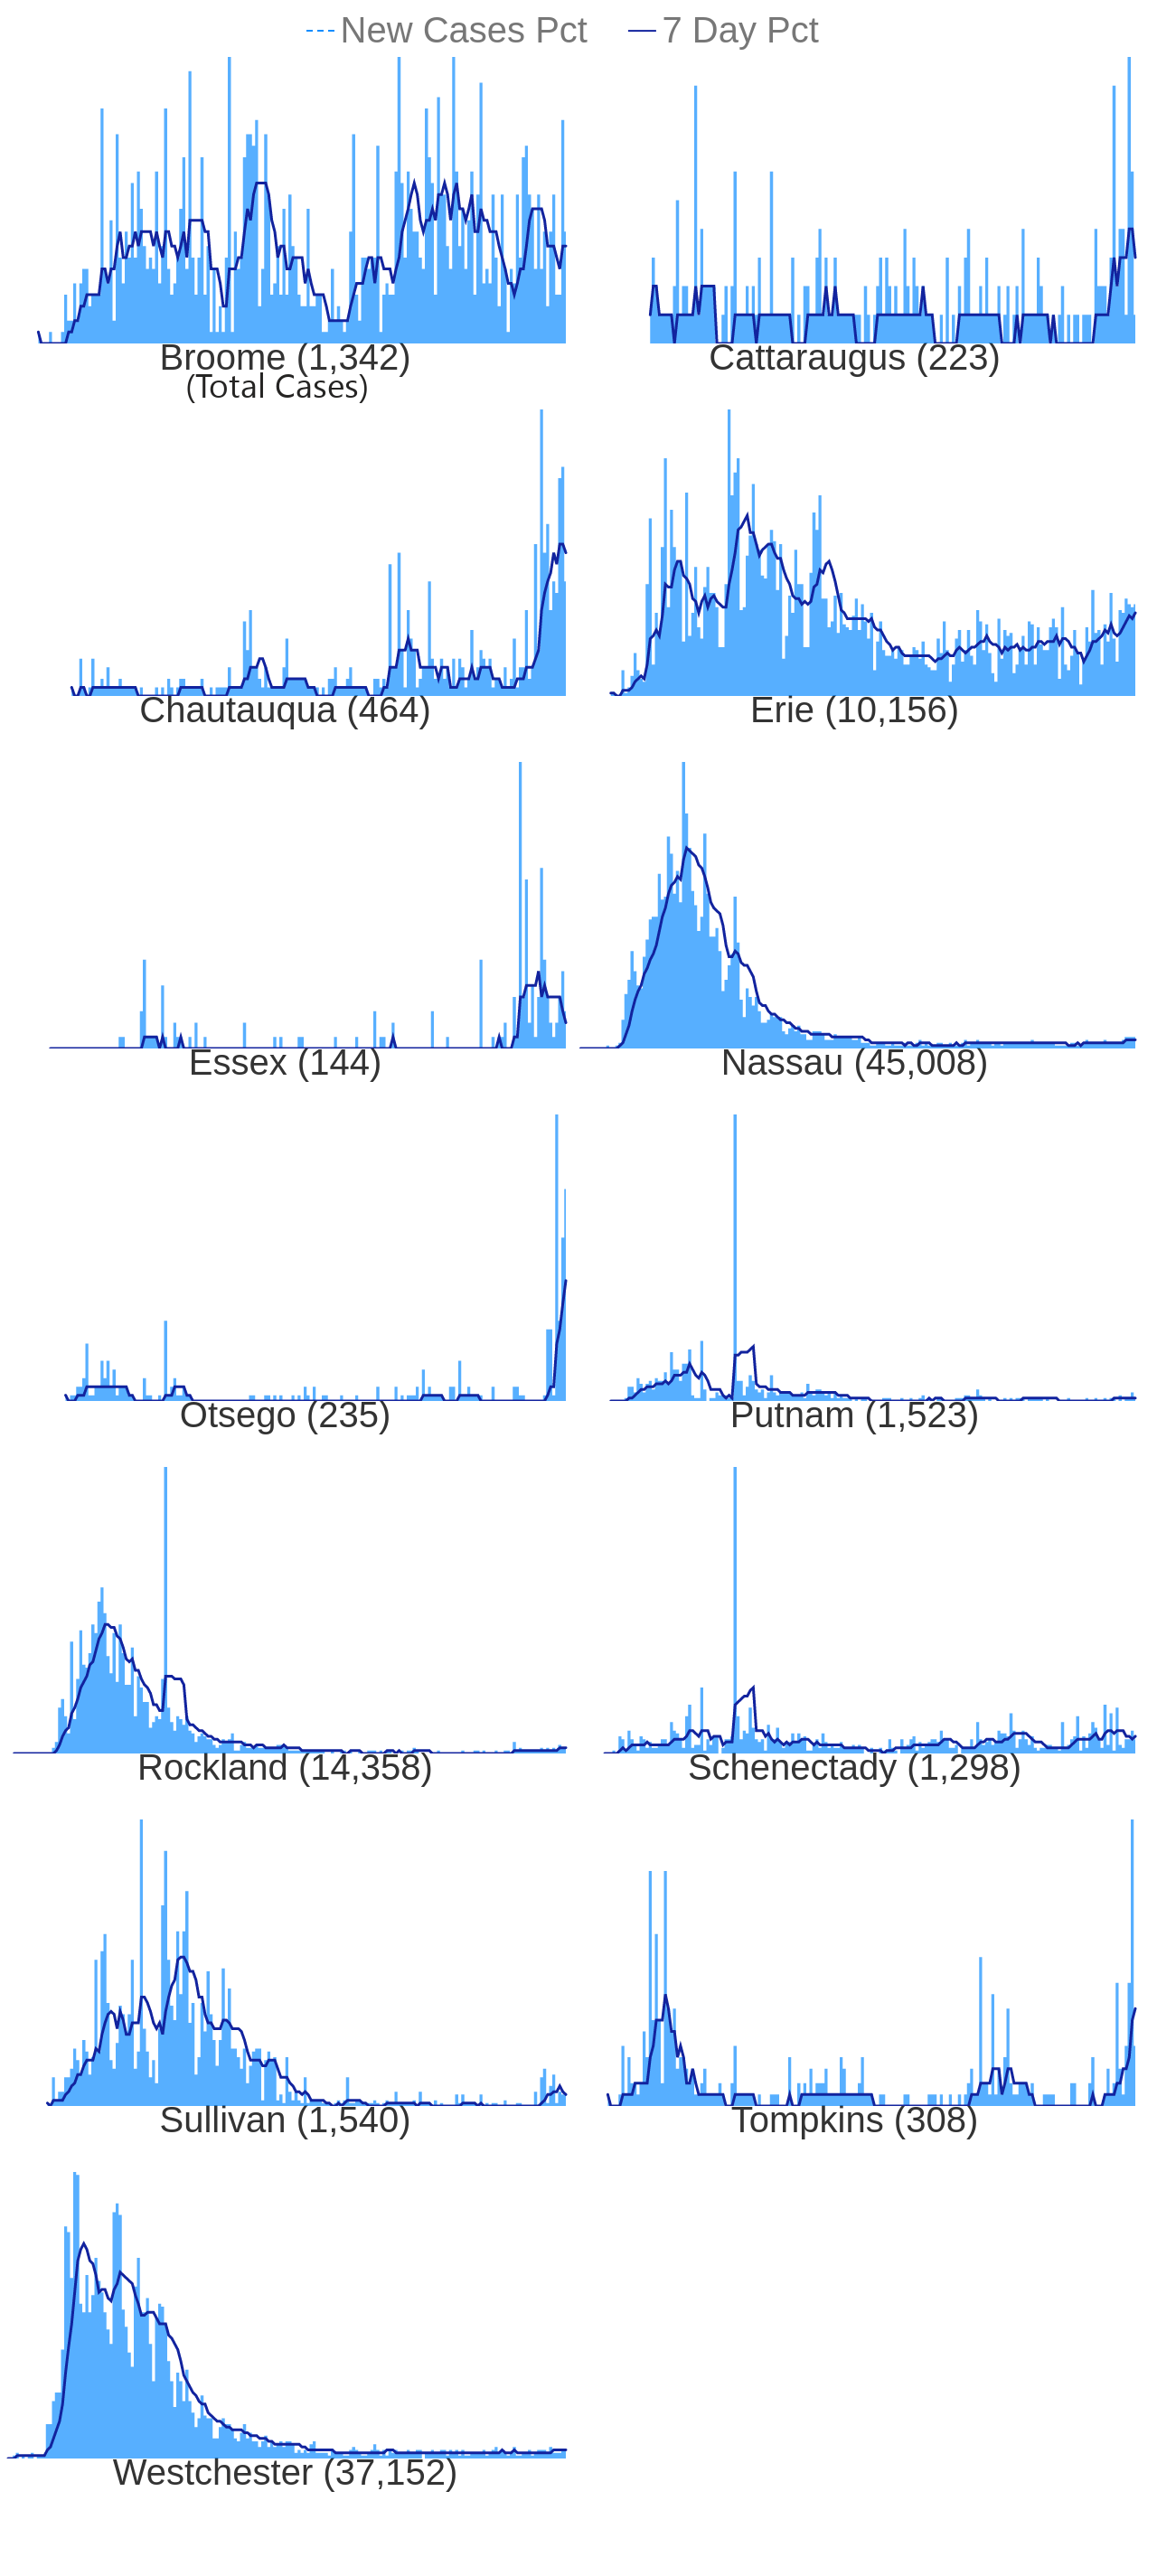 New Cases Pct 7 Day Pct
Broome (1,342) Cattaraugus (223)
(Total Cases)
Chautauqua (464) Erie (10,156)
Essex (144) Nassau (45,008)
Otsego (235) Putnam (1,523)
Rockland (14,358) Schenectady (1,298)
Sullivan (1,540) Tompkins (308)
Westchester (37,152)